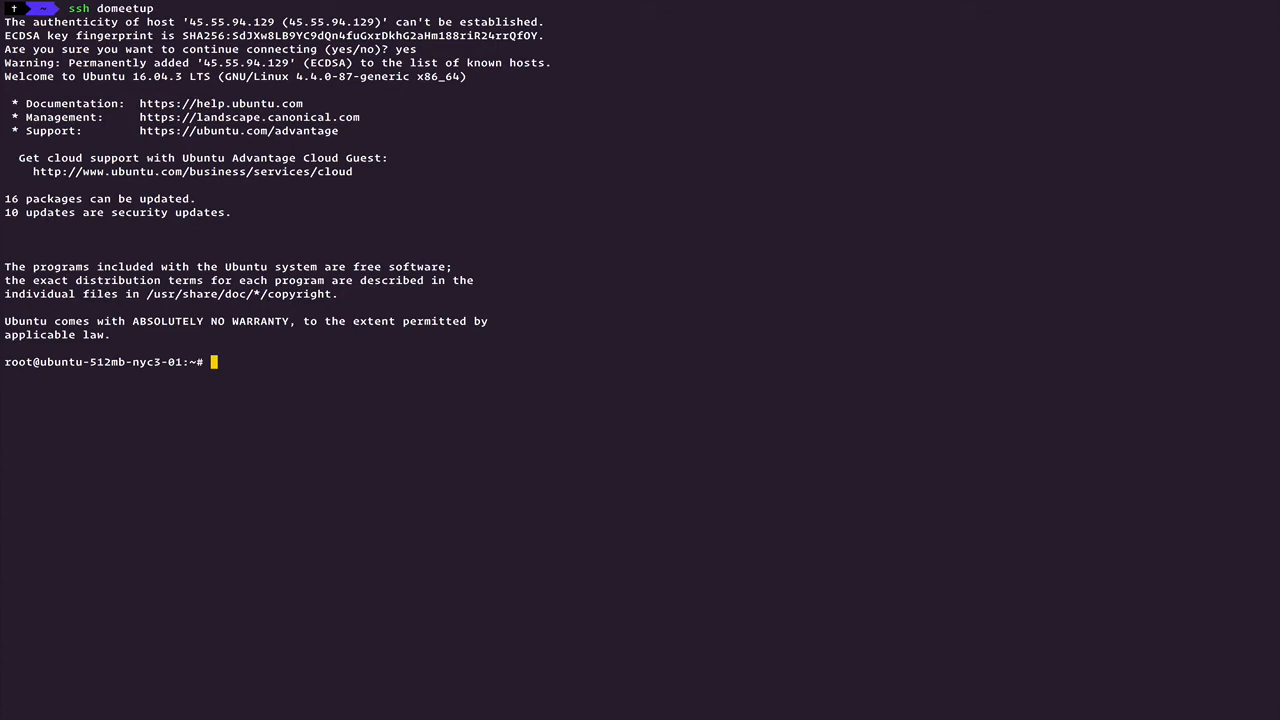 † ~ ssh domeetup
The authenticity of host '45.55.94.129 (45.55.94.129)' can't be established.
ECDSA key fingerprint is SHA256:SdJXw8LB9YC9dQn4fuGxrDkhG2aHm188riR24rrQfOY.
Are you sure you want to continue connecting (yes/no)? yes
Warning: Permanently added '45.55.94.129' (ECDSA) to the list of known hosts.
Welcome to Ubuntu 16.04.3 LTS (GNU/Linux 4.4.0-87-generic x86_64)
* Documentation: https://help.ubuntu.com
* Management: https://landscape.canonical.com
* Support: https://ubuntu.com/advantage
Get cloud support with Ubuntu Advantage Cloud Guest:
http://www.ubuntu.com/business/services/cloud
16 packages can be updated.
10 updates are security updates.
The programs included with the Ubuntu system are free software;
the exact distribution terms for each program are described in the
individual files in /usr/share/doc/*/copyright.
Ubuntu comes with ABSOLUTELY NO WARRANTY, to the extent permitted by
applicable law.
root@ubuntu-512mb-nyc3-01:~#